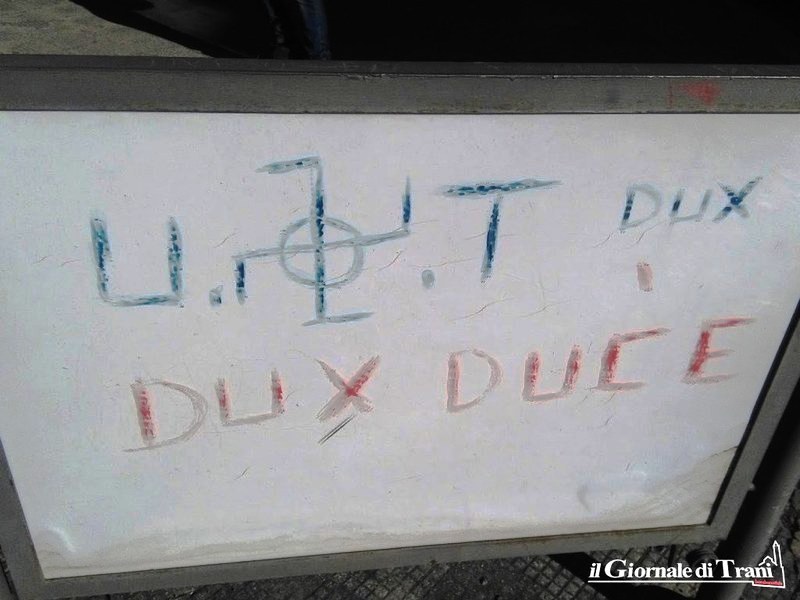 U. . T DUX
DUX DUCE
il Giornale di Trani